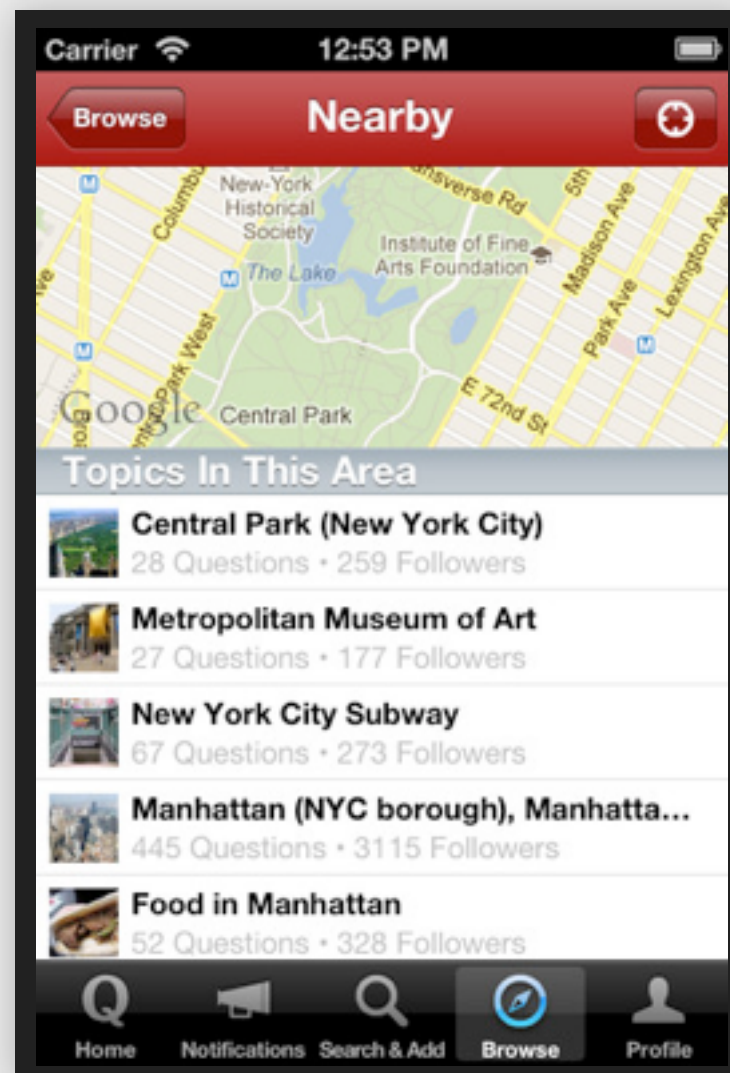 Carrier 12:53 PM
Browse Nearby
New-York
Historical
Society
Columbu
nsverse Rd
5th
Madison Ave
Lexington Ave
Institute of Fine
Arts Foundation
The Lake
Park Ave
Park West
E 72nd St
Google Central Park
Topics In This Area
Central Park (New York City)
28 Questions • 259 Followers
Metropolitan Museum of Art
27 Questions • 177 Followers
New York City Subway
67 Questions • 273 Followers
Manhattan (NYC borough), Manhatta...
445 Questions • 3115 Followers
Food in Manhattan
52 Questions • 328 Followers
Q
Home Notifications Search & Add Browse Profile